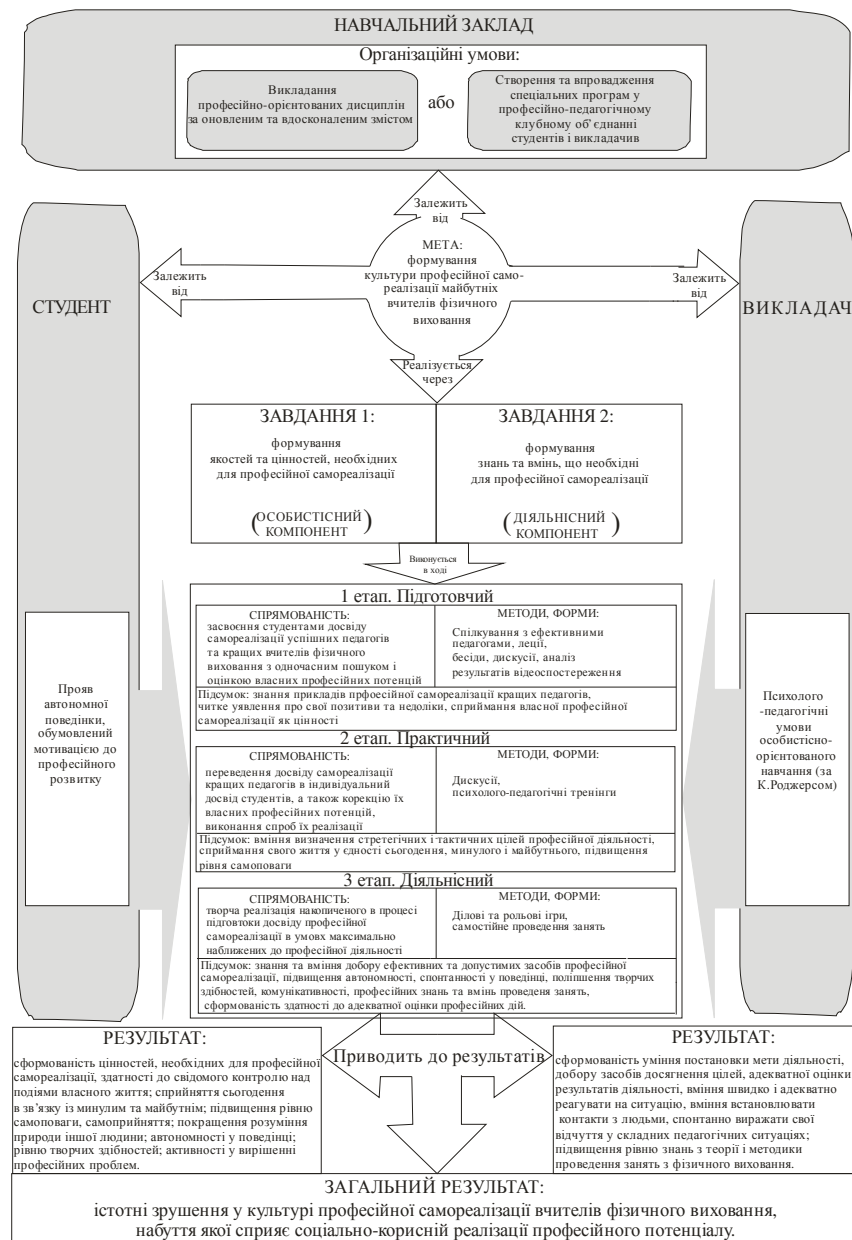 НАВЧАЛЬНИЙ ЗАКЛАД
Організаційні умови:
Викладання
професійно-орієнтованих дисциплін
за оновленим та вдосконаленим змістом
або
Створення та впровадження
спеціальних програм у
професійно-педагогічному
клубному об'єднанні
студентів і викладачив
Залежить
від
МЕТА:
формування
культури професійної само-
реалізації майбутніх
вчителів фізичного
виховання
Залежить
від
Залежить
від
СТУДЕНТ
ВИКЛАДАЧ
Реалізується
через
ЗАВДАННЯ 1:
формування
якостей та цінностей, необхідних
для професійної самореалізації
(ОСОБИСТІСНИЙ
КОМПОНЕНТ)
ЗАВДАННЯ 2:
формування
знань та вмінь, що необхідні
для професійної самореалізації
(ДІЯЛЬНІСНИЙ
КОМПОНЕНТ)
Виконується
в ході
1 етап. Підготовчий
СПРЯМОВАНІСТЬ:
засвоєння студентами досвіду
самореалізації успішних педагогів
та кращих вчителів фізичного
виховання з одночасним пошуком і
оцінкою власних професійних потенцій
МЕТОДИ, ФОРМИ:
Спілкування з ефективними
педагогами, леції,
бесіди, дискусії, аналіз
результатів відеоспостереження
Підсумок: знання прикладів прфоесійної самореалізації кращих педагогів,
читке уявлення про свої позитиви та недоліки, сприймання власної професійної
самореалізації як цінності
2 етап. Практичний
СПРЯМОВАНІСТЬ:
переведення досвіду самореалізації
кращих педагогів в індивідуальний
досвід студентів, а також корекцію їх
власних професійних потенцій,
виконання спроб їх реалізації
МЕТОДИ, ФОРМИ:
Дискусії,
психолого-педагогічні тренінги
Підсумок: вміння визначення стретегічних і тактичних цілей професійної діяльності,
сприймання свого життя у єдності сьогодення, минулого і майбутнього, підвищення
рівня самоповаги
3 етап. Діяльнісний
СПРЯМОВАНІСТЬ:
творча реалізація накопиченого в процесі
підговтоки досвіду професійної
самореалізації в умовх максимально
наближених до професійної діяльності
МЕТОДИ, ФОРМИ:
Ділові та рольові ігри,
самостійне проведення занять
Підсумок: знання та вміння добору ефективних та допустимих засобів професійної
самореалізації, підвищення автономності, спонтанності у поведінці, поліпшення творчих
здібностей, комунікативності, професійних знань та вмінь проведеня занять,
сформованість здатності до адекватної оцінки професійних дій.
Прояв
автономної
поведінки,
обумовлений
мотивацією до
професійного
розвитку
Психолого
-педагогічні
умови
особистісно-
орієнтованого
навчання (за
К.Роджерсом)
РЕЗУЛЬТАТ:
сформованість цінностей, необхідних для професійної
самореалізації, здатності до свідомого контролю над
подіями власного життя; сприйняття сьогодення
в зв'язку із минулим та майбутнім; підвищення рівню
самоповаги, самоприйняття; покращення розуміння
природи іншої людини; автономності у поведінці;
рівню творчих здібностей; активності у вирішенні
професійних проблем.
Приводить до результатів
РЕЗУЛЬТАТ:
сформованість уміння постановки мети діяльності,
добору засобів досягнення цілей, адекватної оцінки
результатів діяльності, вміння швидко і адекватно
реагувати на ситуацію, вміння встановлювати
контакти з людьми, спонтанно виражати свої
відчуття у складних педагогічних ситуаціях;
підвищення рівню знань з теорії і методики
проведення занять з фізичного виховання.
ЗАГАЛЬНИЙ РЕЗУЛЬТАТ:
істотні зрушення у культурі професійної самореалізації вчителів фізичного виховання,
набуття якої сприяє соціально-корисній реалізації професійного потенціалу.